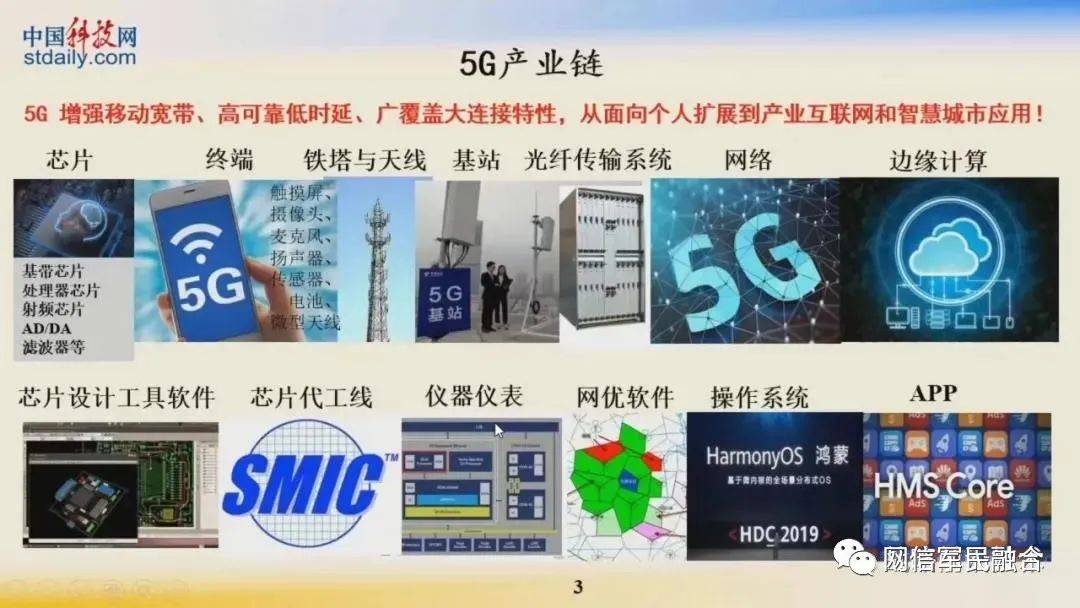 中国科技网
stdaily.com
5G产业链
5G 增强移动宽带、高可靠低时延、广覆盖大连接特性，从面向个人扩展到产业互联网和智慧城市应用！
芯片
终端
铁塔与天线
基站
光纤传输系统
网络
边缘计算
基带芯片
处理器芯片
射频芯片
AD/DA
滤波器等
5G
触摸屏、
摄像头、
麦克风、
扬声器、
传感器、
电池、
微型天线
5G
基站
5G
芯片设计工具软件
芯片代工线
仪器仪表
网优软件
操作系统
APP
SMIC™
HarmonyOS 鸿蒙
基于微内核的全场景分布式OS
<HDC 2019>
HMS Core
Ads
Ads
Ads
网信军民融合
3